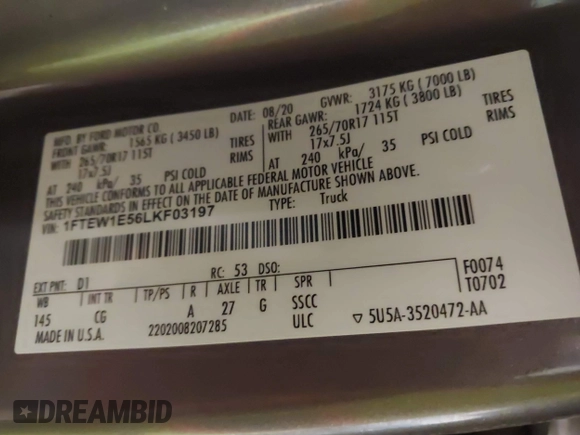 MFD. BY FORD MOTOR CO. DATE: 08/20 GVWR: 3175 KG (7000 LB)
FRONT GAWR: 1565 KG (3450 LB) REAR GAWR: 1724 KG (3800 LB)
WITH 265/70R17 115T TIRES WITH 265/70R17 115T TIRES
17x7.5J RIMS 17x7.5J RIMS
AT 240 kPa/ 35 PSI COLD AT 240 kPa/ 35 PSI COLD
THIS VEHICLE CONFORMS TO ALL APPLICABLE FEDERAL MOTOR VEHICLE
SAFETY STANDARDS IN EFFECT ON THE DATE OF MANUFACTURE SHOWN ABOVE.
VIN: 1FTEW1E56LKF03197 TYPE: Truck
EXT PNT: D1 RC: 53 DSO: F0074
WB INT TR TP/PS R AXLE TR SPR T0702
145 CG A 27 G SSCC
MADE IN U.S.A. 2202008207285 ULC ▽ 5U5A-3520472-AA
DREAMBID